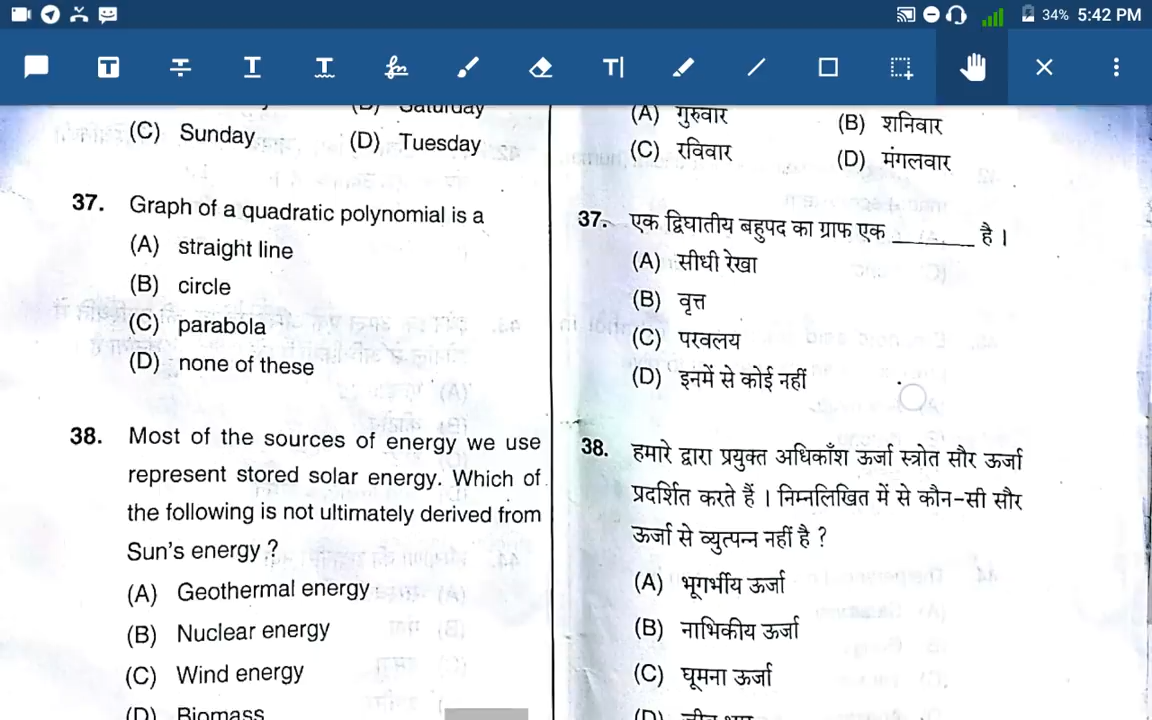 34% 5:42 PM
(D) Saturday
(C) Sunday
(D) Tuesday
37. Graph of a quadratic polynomial is a
(A) straight line
(B) circle
(C) parabola
(D) none of these
38. Most of the sources of energy we use
represent stored solar energy. Which of
the following is not ultimately derived from
Sun's energy ?
(A) Geothermal energy
(B) Nuclear energy
(C) Wind energy
(D) Biomass
(A) गुरुवार
(B) शनिवार
(C) रविवार
(D) मंगलवार
37. एक द्विघातीय बहुपद का ग्राफ एक ________ है ।
(A) सीधी रेखा
(B) वृत्त
(C) परवलय
(D) इनमें से कोई नहीं
38. हमारे द्वारा प्रयुक्त अधिकाँश ऊर्जा स्त्रोत सौर ऊर्जा
प्रदर्शित करते हैं । निम्नलिखित में से कौन-सी सौर
ऊर्जा से व्युत्पन्न नहीं है ?
(A) भूगर्भीय ऊर्जा
(B) नाभिकीय ऊर्जा
(C) घूमना ऊर्जा
(D)